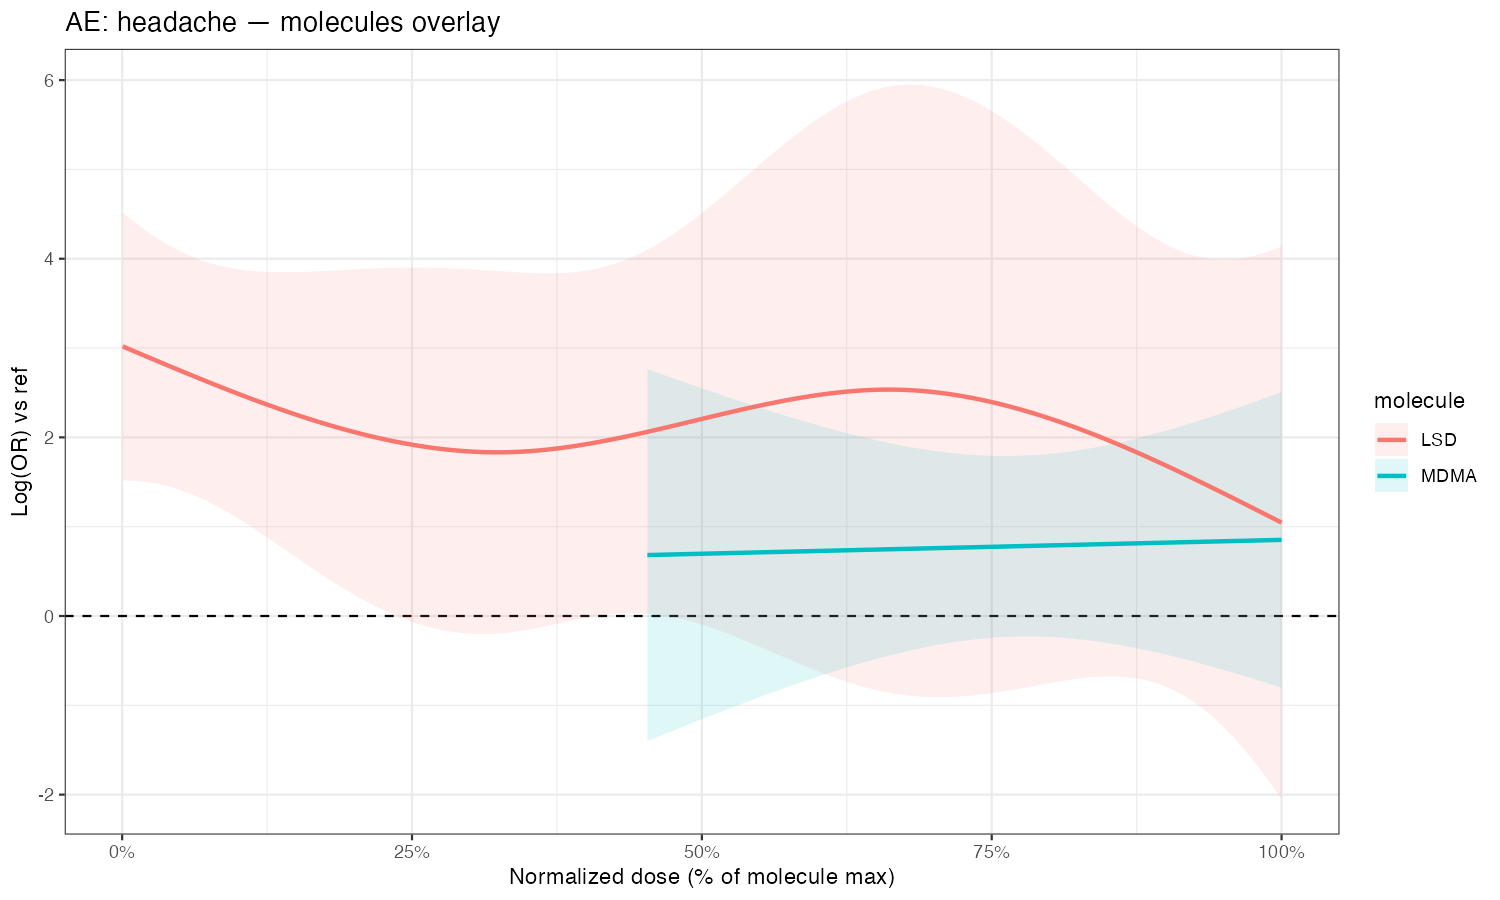 AE: headache — molecules overlay
6
4
2
0
-2
Log(OR) vs ref
0%
25%
50%
75%
100%
Normalized dose (% of molecule max)
molecule
LSD
MDMA